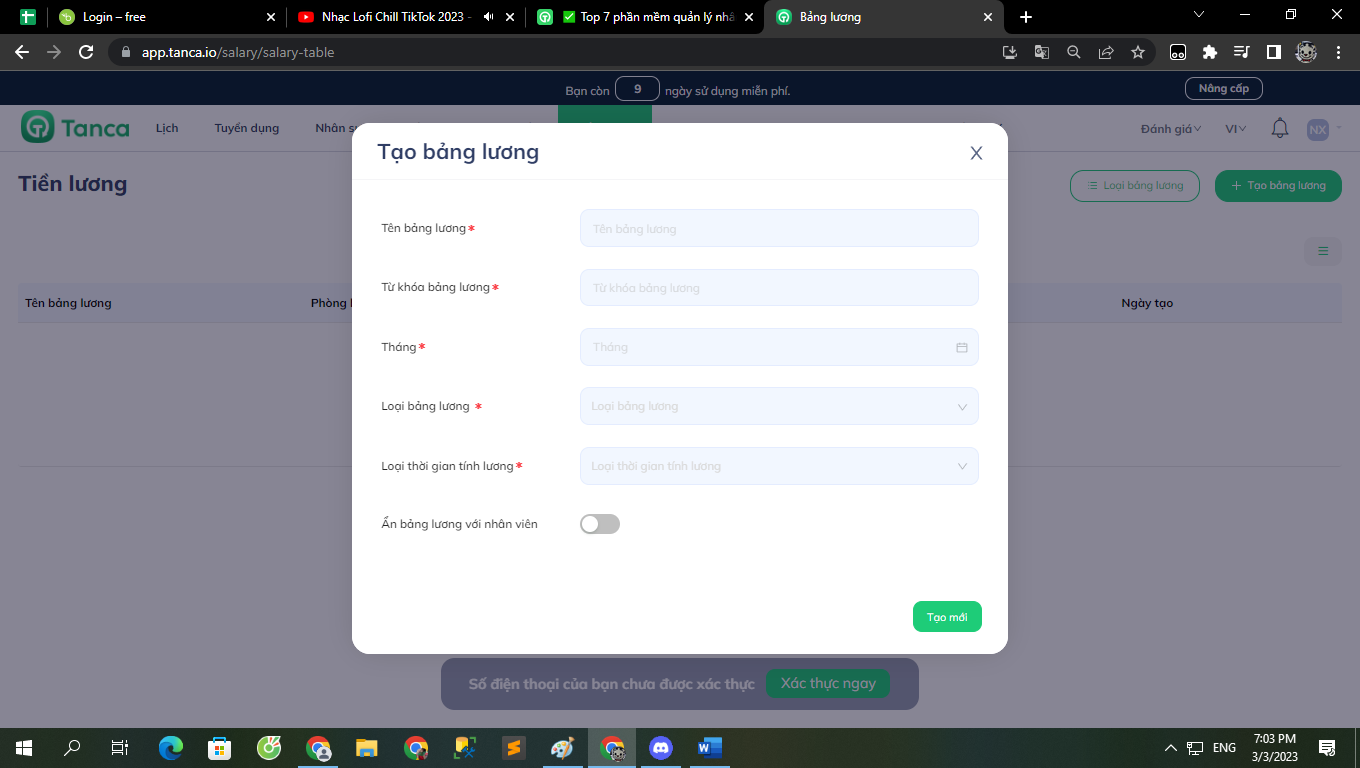 Login – free
Nhạc Lofi Chill TikTok 2023 -
Top 7 phần mềm quản lý nhâ
Bảng lương
app.tanca.io/salary/salary-table
Bạn còn 9 ngày sử dụng miễn phí.
Nâng cấp
Tanca
Lịch
Tuyển dụng
Nhân s
Đánh giá
VI
NX
Tạo bảng lương
X
Tiền lương
Loại bảng lương
+ Tạo bảng lương
Tên bảng lương*
Tên bảng lương
Từ khóa bảng lương*
Từ khóa bảng lương
Tên bảng lương
Phòng
Ngày tạo
Tháng*
Tháng
Loại bảng lương *
Loại bảng lương
Loại thời gian tính lương*
Loại thời gian tính lương
Ẩn bảng lương với nhân viên
Tạo mới
Số điện thoại của bạn chưa được xác thực
Xác thực ngay
ENG
7:03 PM
3/3/2023